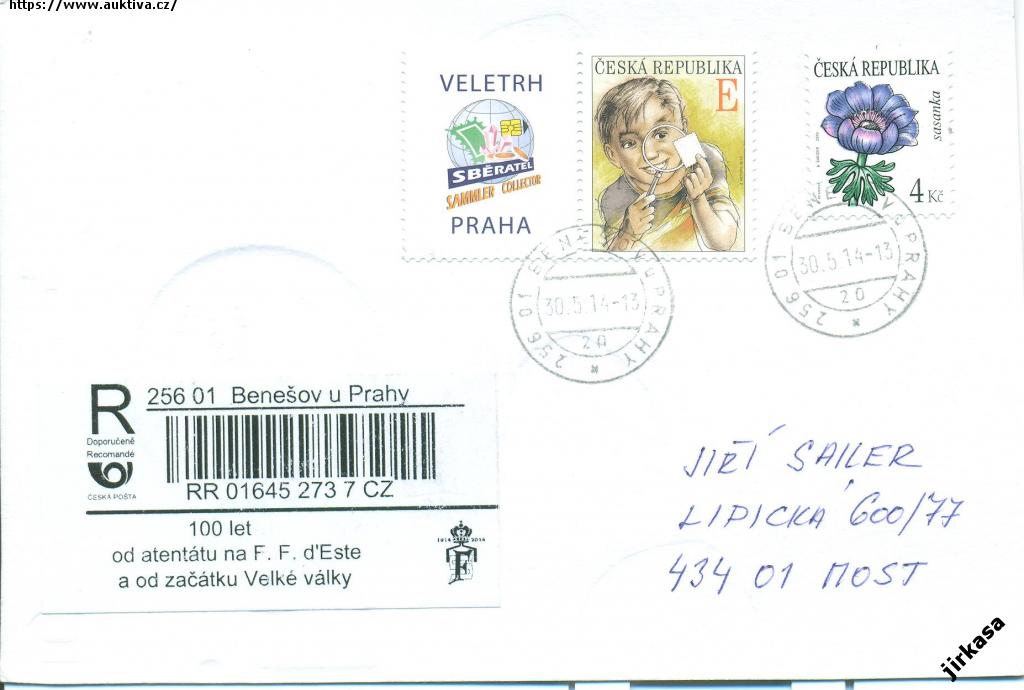 https://www.auktiva.cz/
VELETRH
SBĚRATEL
SAMMLER COLLECTOR
PRAHA
ČESKÁ REPUBLIKA
E
ČESKÁ REPUBLIKA
sasanka
4 Kč
256 01 BENEŠOV u PRAHY
30.5.14-13
20
256 01 BENEŠOV u PRAHY
30.5.14-13
20
R
Doporučeně
Recomandé
ČESKÁ POŠTA
256 01 Benešov u Prahy
RR 01645 273 7 CZ
100 let
od atentátu na F. F. d'Este
a od začátku Velké války
1914 2014
F
JIŘÍ SAILER
LIPICKÁ 600/77
434 01 MOST
jirkasa